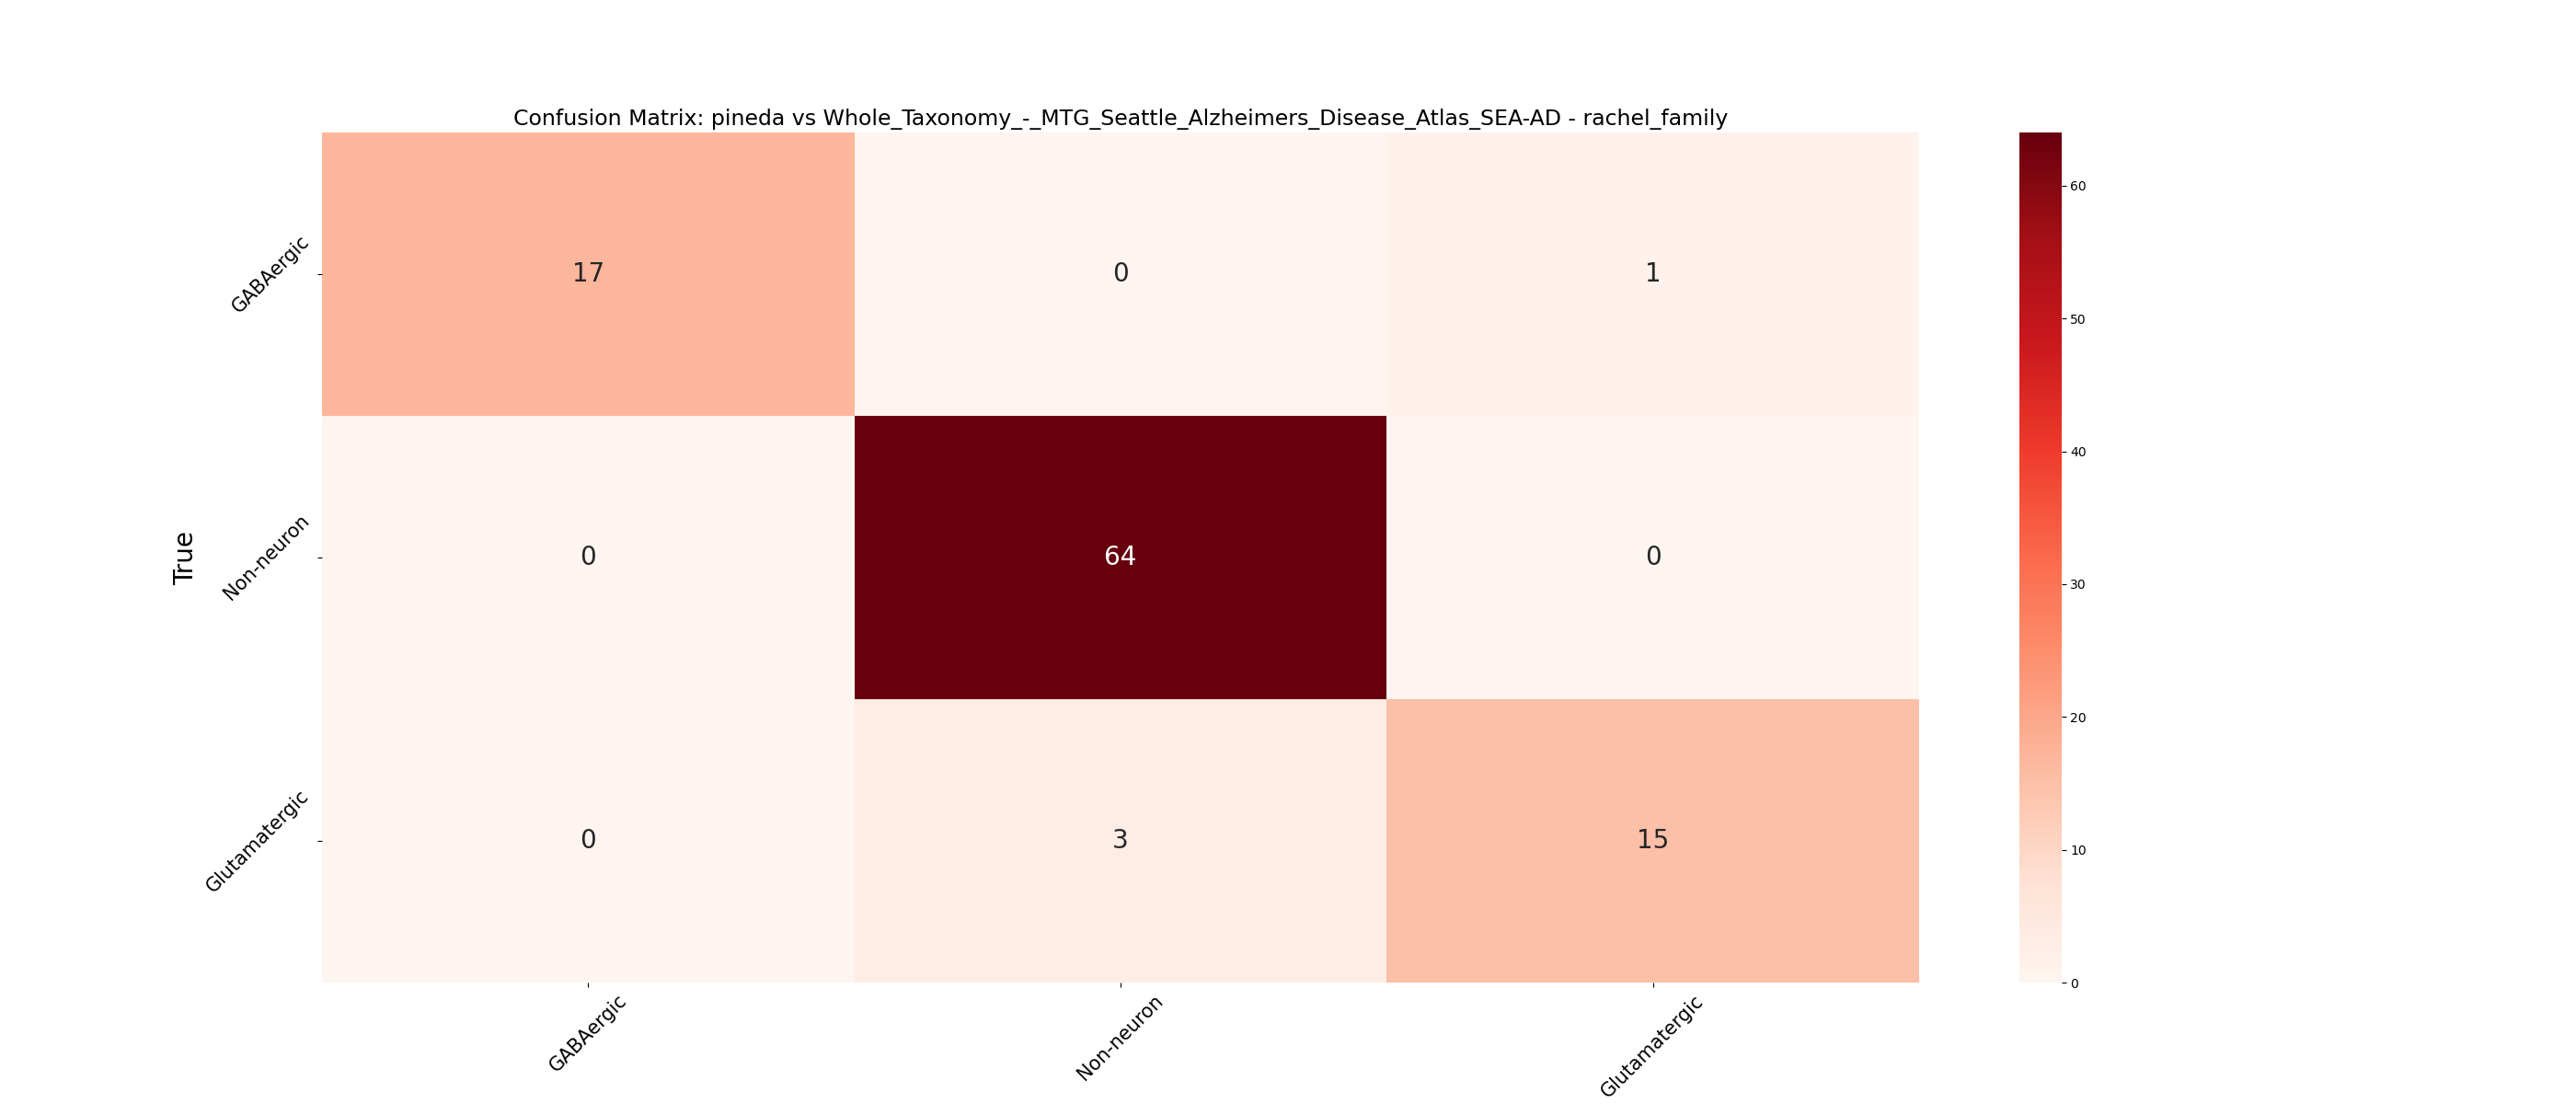 Confusion Matrix: pineda vs Whole_Taxonomy_-_MTG_Seattle_Alzheimers_Disease_Atlas_SEA-AD - rachel_family
True
GABAergic
17
0
1
Non-neuron
0
64
0
Glutamatergic
0
3
15
GABAergic
Non-neuron
Glutamatergic
60
50
40
30
20
10
0